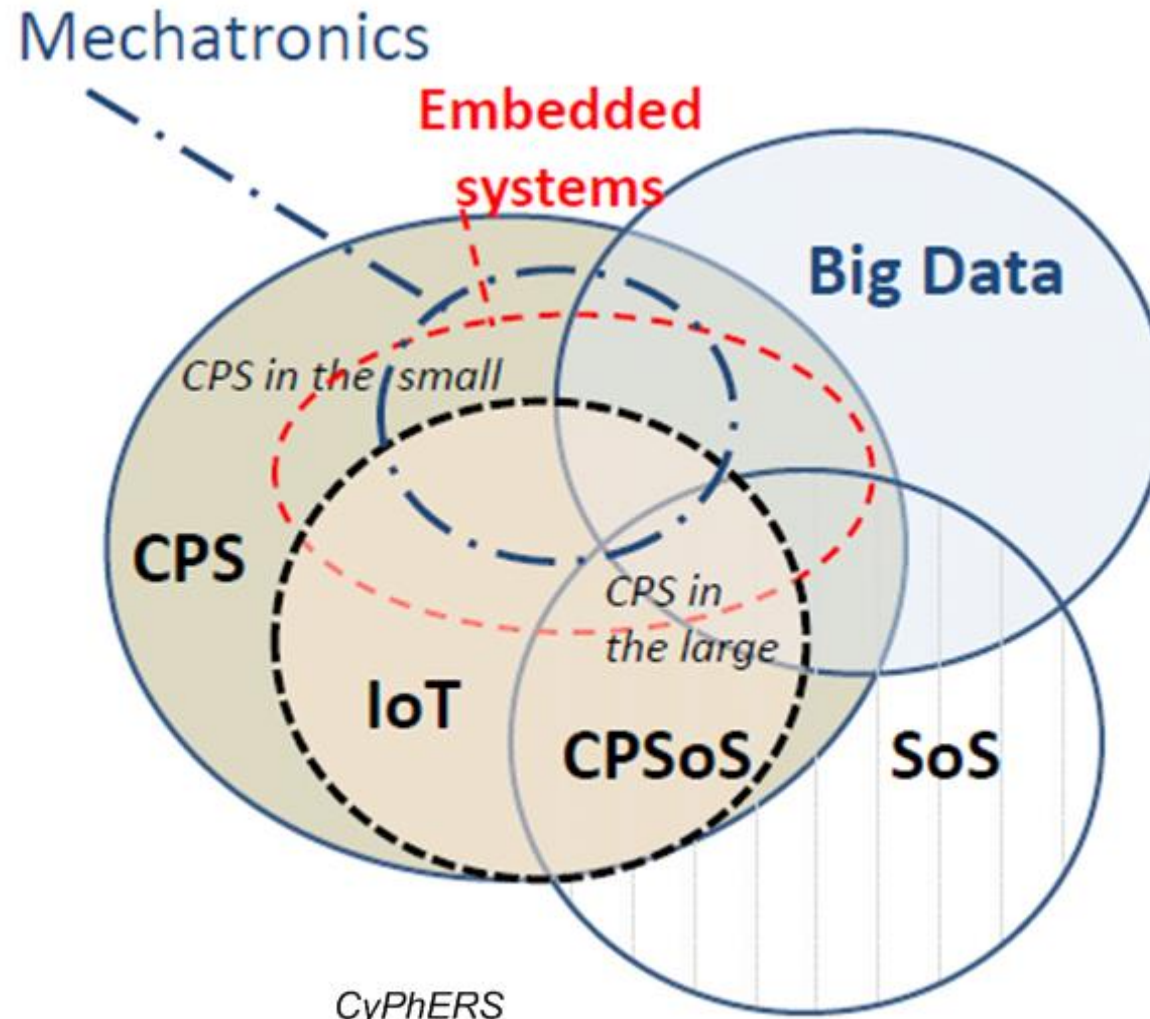 Mechatronics
Embedded
systems
Big Data
CPS in the small
CPS
CPS in
the large
IoT
CPSoS
SoS
CyPhERS